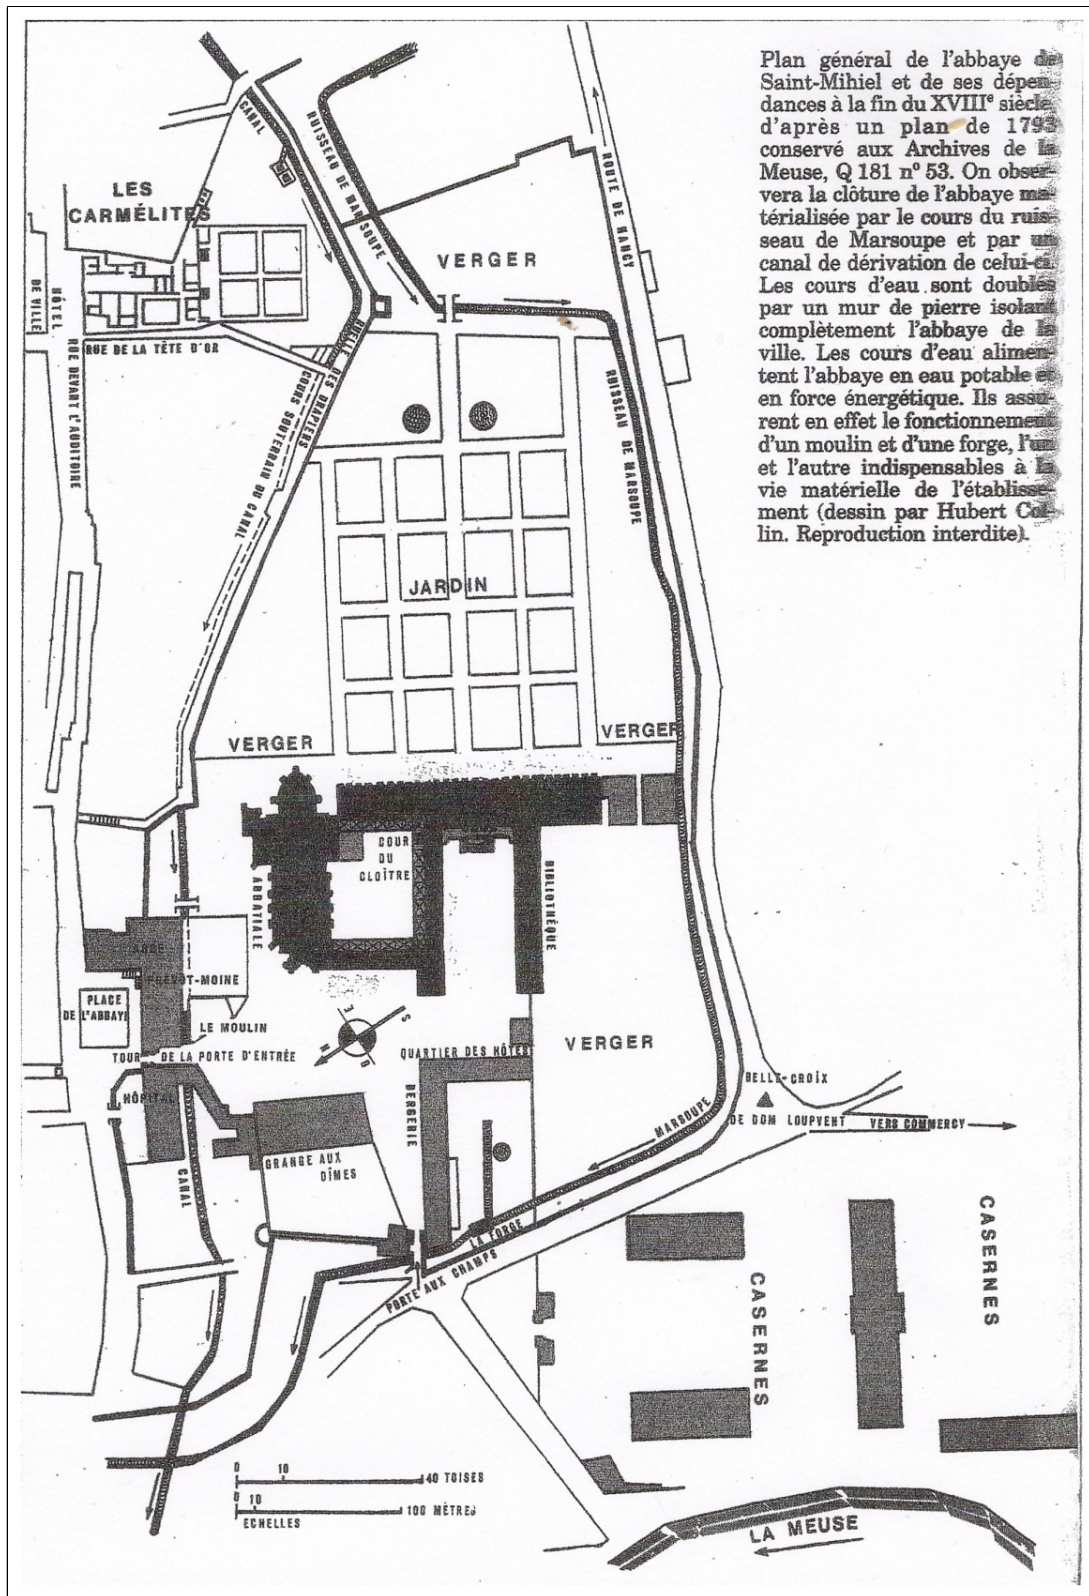 Plan général de l'abbaye de
Saint-Mihiel et de ses dépen-
dances à la fin du XVIIIe siècle
d'après un plan de 1793
conservé aux Archives de la
Meuse, Q 181 n° 53. On obser-
vera la clôture de l'abbaye ma-
térialisée par le cours du ruis-
seau de Marsoupe et par un
canal de dérivation de celui-ci.
Les cours d'eau sont doublés
par un mur de pierre isolant
complètement l'abbaye de la
ville. Les cours d'eau alimen-
tent l'abbaye en eau potable et
en force énergétique. Ils assu-
rent en effet le fonctionnement
d'un moulin et d'une forge, l'un
et l'autre indispensables à la
vie matérielle de l'établisse-
ment (dessin par Hubert Col-
lin. Reproduction interdite).
CANAL
RUISSEAU DE MARSOUPE
ROUTE DE NANCY
LES
CARMÉLITES
VERGER
HÔTEL
DE VILLE
RUE DE LA TÊTE D'OR
RUE DEVANT L'AUDITOIRE
RUELLE DES DRAPIERS
COURS SOUTERRAIN DU CANAL
RUISSEAU DE MARSOUPE
JARDIN
VERGER
VERGER
COUR
DU
CLOÎTRE
ABBATIALE
BIBLIOTHÈQUE
ABBÉ
PRÉVOT-MOINE
PLACE
DE L'ABBAYE
LE MOULIN
E
S
N
O
TOUR DE LA PORTE D'ENTRÉE
QUARTIER DES HÔTES
VERGER
HÔPITAL
BERGERIE
BELLE-CROIX
DE DOM LOUPVENT
VERS COMMERCY
MARSOUPE
GRANGE AUX
DÎMES
CANAL
LA FORGE
PORTE AUX CHAMPS
CASERNES
CASERNES
0 10 40 TOISES
0 10 100 MÈTRES
ECHELLES
LA MEUSE